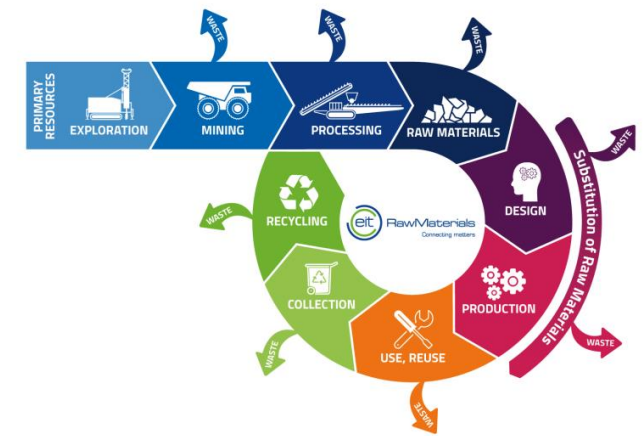 WASTE
WASTE
WASTE
PRIMARY
RESOURCES
EXPLORATION
MINING
PROCESSING
RAW MATERIALS
WASTE
Substitution of Raw Materials
DESIGN
WASTE
RECYCLING
eit RawMaterials
Connecting matters
COLLECTION
PRODUCTION
WASTE
USE, REUSE
WASTE
WASTE